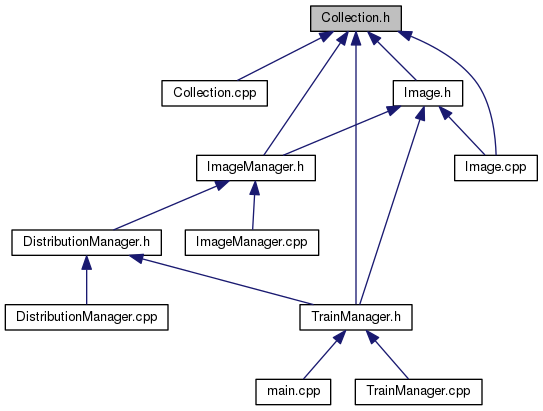 Collection.h
Collection.cpp
Image.h
ImageManager.h
Image.cpp
DistributionManager.h
ImageManager.cpp
DistributionManager.cpp
TrainManager.h
main.cpp
TrainManager.cpp